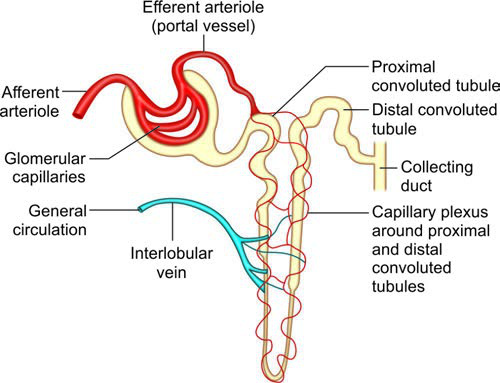 Efferent arteriole
(portal vessel)
Afferent
arteriole
Glomerular
capillaries
General
circulation
Interlobular
vein
Proximal
convoluted tubule
Distal convoluted
tubule
Collecting
duct
Capillary plexus
around proximal
and distal
convoluted
tubules